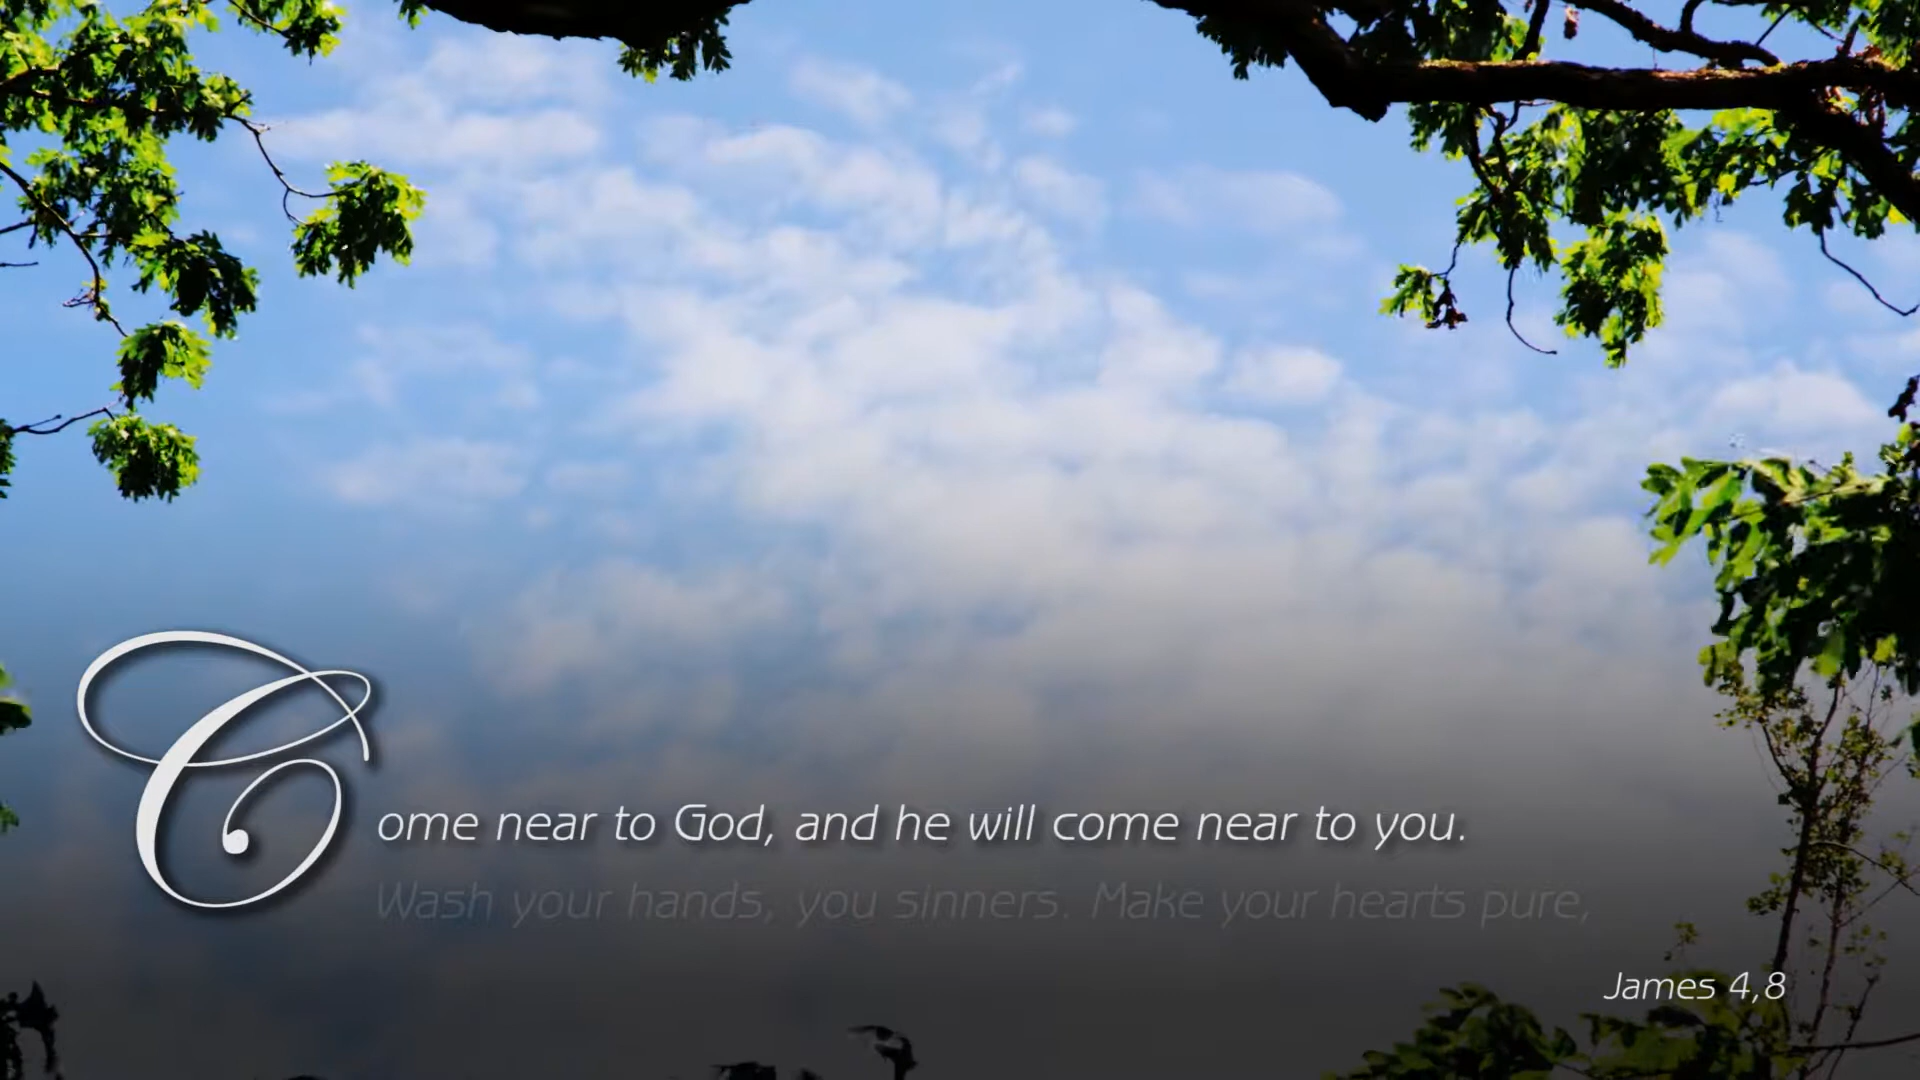 Come near to God, and he will come near to you.
Wash your hands, you sinners. Make your hearts pure,
James 4,8